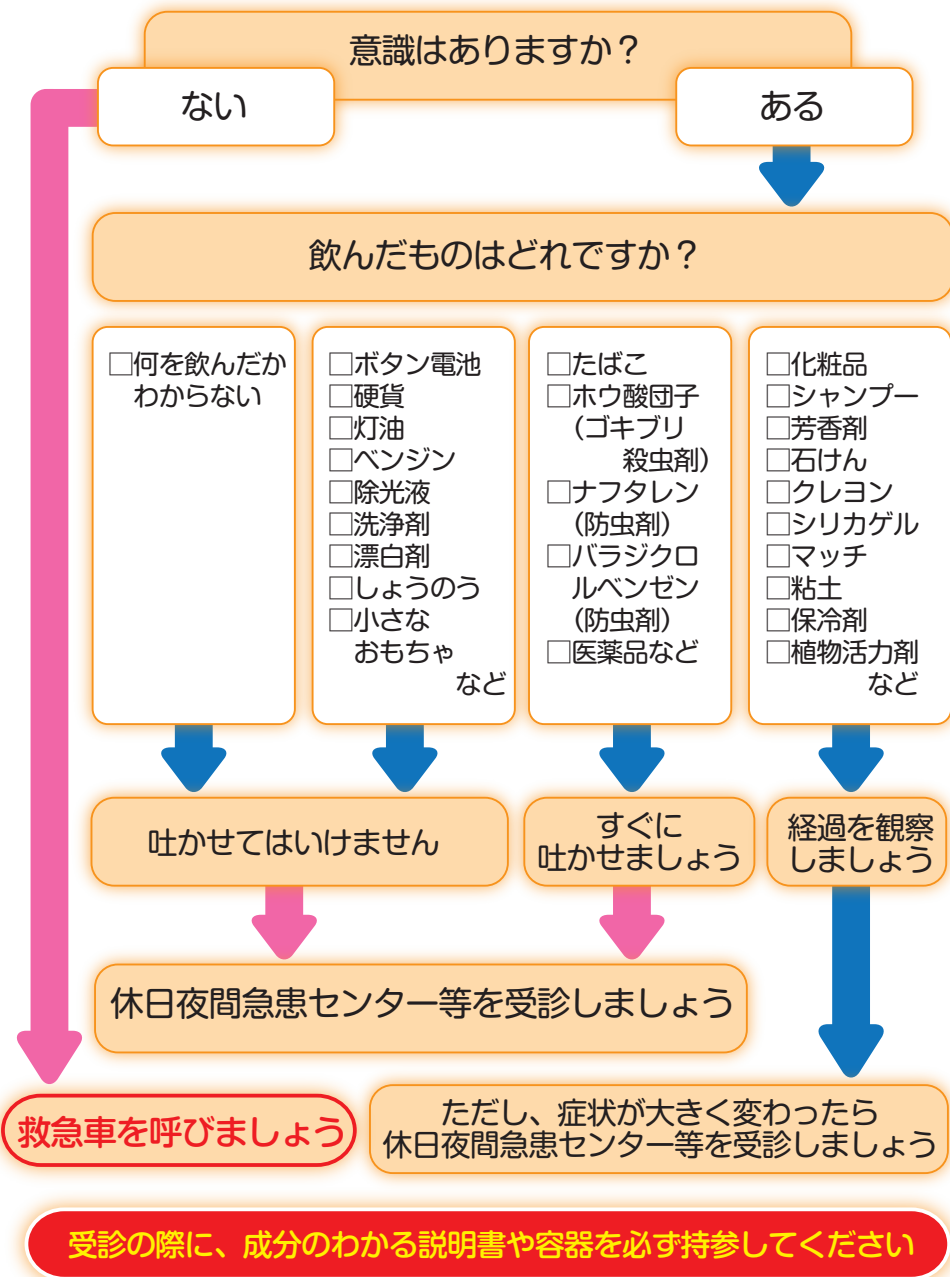 意識はありますか？
ない
ある
飲んだものはどれですか？
□何を飲んだか
わからない
□ボタン電池
□硬貨
□灯油
□ベンジン
□除光液
□洗浄剤
□漂白剤
□しょうのう
□小さな
おもちゃ
など
□たばこ
□ホウ酸団子
（ゴキブリ
殺虫剤）
□ナフタレン
（防虫剤）
□パラジクロ
ルベンゼン
（防虫剤）
□医薬品など
□化粧品
□シャンプー
□芳香剤
□石けん
□クレヨン
□シリカゲル
□マッチ
□粘土
□保冷剤
□植物活力剤
など
吐かせてはいけません
すぐに
吐かせましょう
経過を観察
しましょう
休日夜間急患センター等を受診しましょう
救急車を呼びましょう
ただし、症状が大きく変わったら
休日夜間急患センター等を受診しましょう
受診の際に、成分のわかる説明書や容器を必ず持参してください